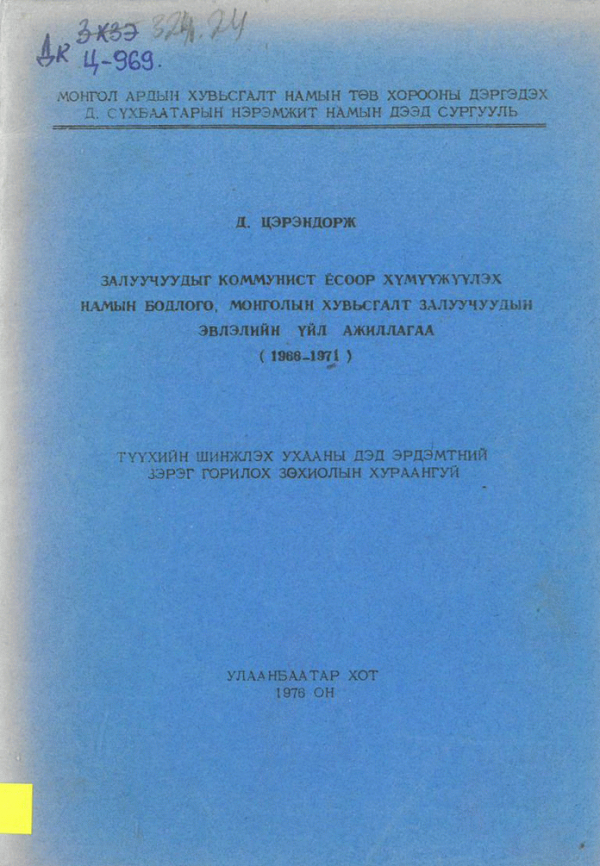 ЭКЗЭ 324.24
ДК Ц-969.
МОНГОЛ АРДЫН ХУВЬСГАЛТ НАМЫН ТӨВ ХОРООНЫ ДЭРГЭДЭХ
Д. СҮХБААТАРЫН НЭРЭМЖИТ НАМЫН ДЭЭД СУРГУУЛЬ
Д. ЦЭРЭНДОРЖ
ЗАЛУУЧУУДЫГ КОММУНИСТ ЁСООР ХҮМҮҮЖҮҮЛЭХ
НАМЫН БОДЛОГО, МОНГОЛЫН ХУВЬСГАЛТ ЗАЛУУЧУУДЫН
ЭВЛЭЛИЙН ҮЙЛ АЖИЛЛАГАА
(1966-1971)
ТҮҮХИЙН ШИНЖЛЭХ УХААНЫ ДЭД ЭРДЭМТНИЙ
ЗЭРЭГ ГОРИЛОХ ЗӨХИОЛЫН ХУРААНГУЙ
УЛААНБААТАР ХОТ
1976 ОН